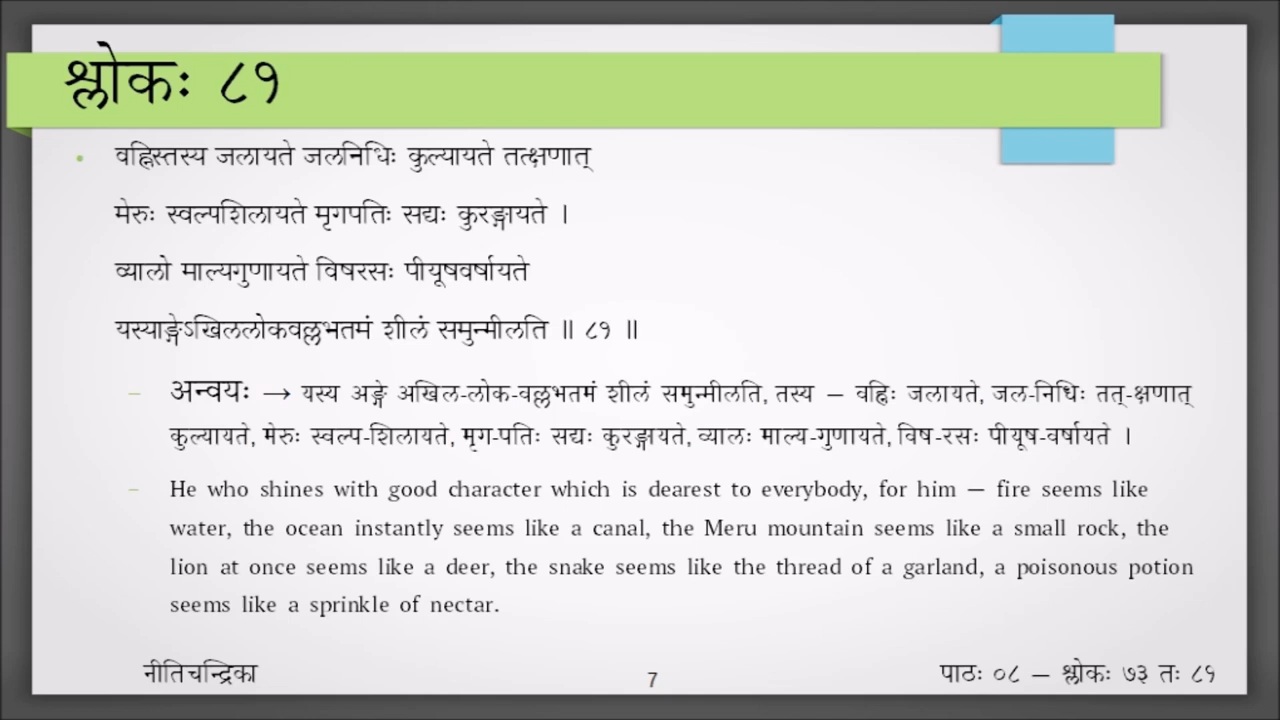 श्लोकः ८१
• वह्निस्तस्य जलायते जलनिधिः कुल्यायते तत्क्षणात्
मेरुः स्वल्पशिलायते मृगपतिः सद्यः कुरङ्गायते ।
व्यालो माल्यगुणायते विषरसः पीयूषवर्षायते
यस्याङ्गेऽखिललोकवल्लभतमं शीलं समुन्मीलति ॥ ८१ ॥
– अन्वयः → यस्य अङ्गे अखिल-लोक-वल्लभतमं शीलं समुन्मीलति, तस्य – वह्निः जलायते, जल-निधिः तत्-क्षणात्
कुल्यायते, मेरुः स्वल्प-शिलायते, मृग-पतिः सद्यः कुरङ्गायते, व्यालः माल्य-गुणायते, विष-रसः पीयूष-वर्षायते ।
– He who shines with good character which is dearest to everybody, for him – fire seems like
water, the ocean instantly seems like a canal, the Meru mountain seems like a small rock, the
lion at once seems like a deer, the snake seems like the thread of a garland, a poisonous potion
seems like a sprinkle of nectar.
नीतिचन्द्रिका 7 पाठः ०८ – श्लोकः ७३ तः ८१